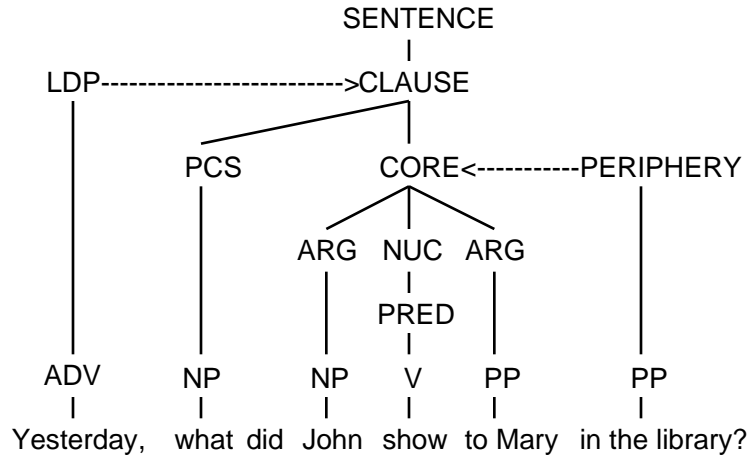 SENTENCE
LDP--------------------------->CLAUSE
PCS CORE<-----------PERIPHERY
ARG NUC ARG
PRED
ADV NP NP V PP PP
Yesterday, what did John show to Mary in the library?